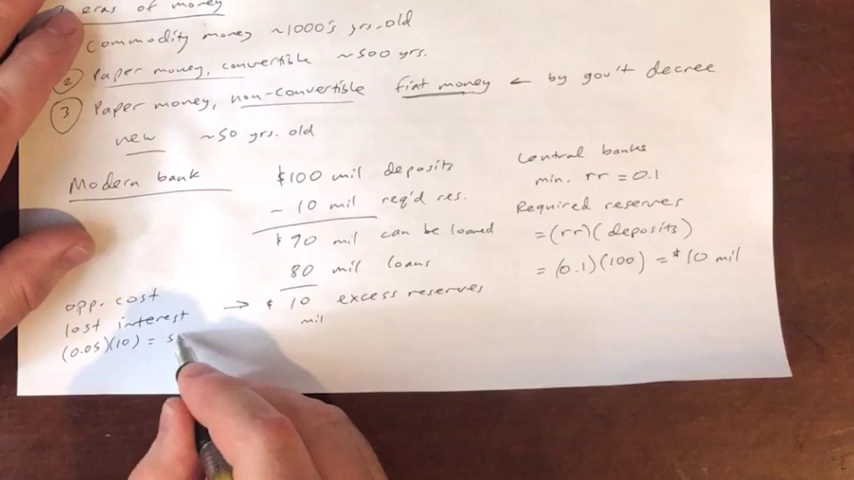 eras of money
Commodity money ~1000's yrs. old
② Paper money, convertible ~500 yrs.
③ Paper money, non-convertible fiat money ← by gov't decree
new ~50 yrs. old
Modern bank
$100 mil deposits
- 10 mil req'd res.
$90 mil can be loaned
80 mil loans
→ $ 10 excess reserves
mil
Central banks
min. rr = 0.1
Required reserves
= (rr)(deposits)
= (0.1)(100) = $10 mil
opp. cost
lost interest
(0.05)(10) =